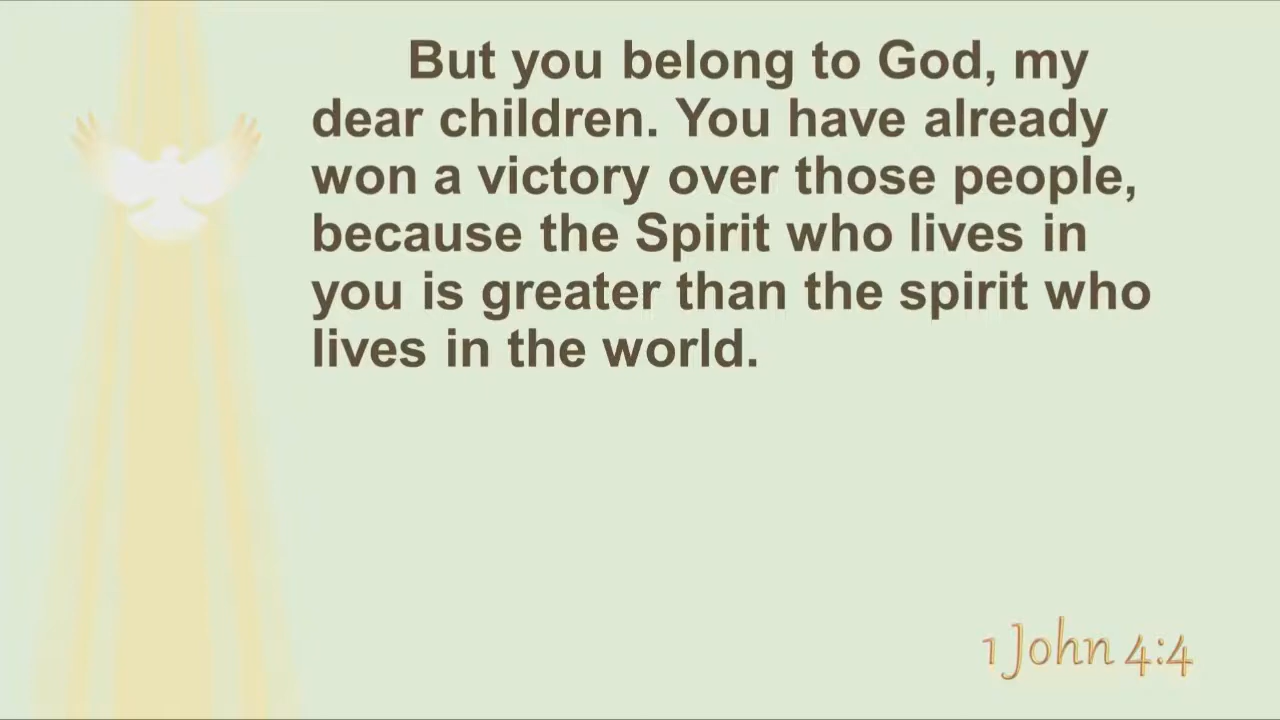 But you belong to God, my
dear children. You have already
won a victory over those people,
because the Spirit who lives in
you is greater than the spirit who
lives in the world.
1 John 4:4